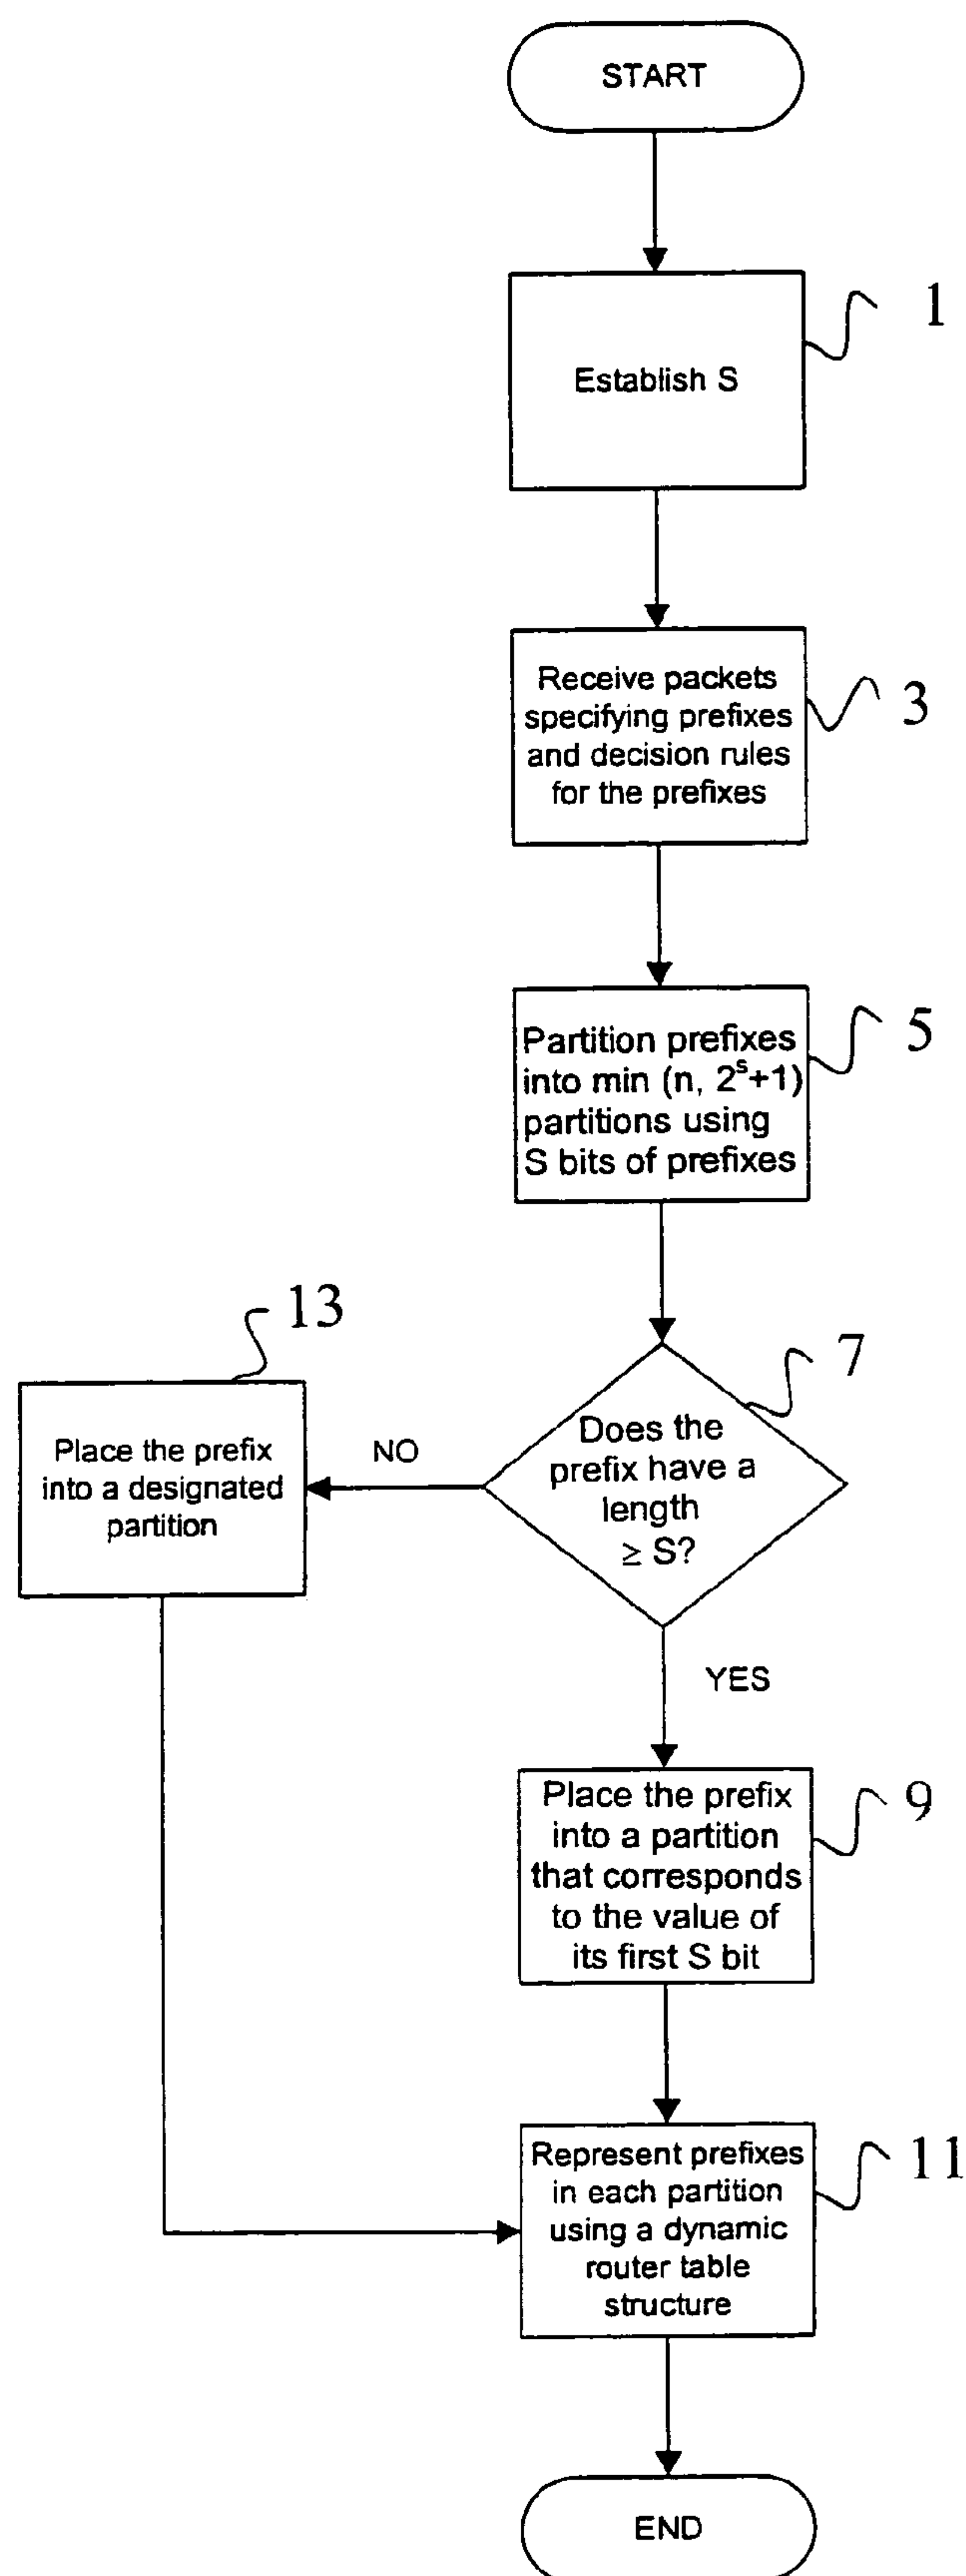 START
1
Establish S
Receive packets
specifying prefixes
and decision rules
for the prefixes
3
Partition prefixes
into min (n, 2^s+1)
partitions using
S bits of prefixes
5
13
7
Place the prefix
into a designated
partition
NO
Does the
prefix have a
length
≥ S?
YES
Place the prefix
into a partition
that corresponds
to the value of
its first S bit
9
Represent prefixes
in each partition
using a dynamic
router table
structure
11
END